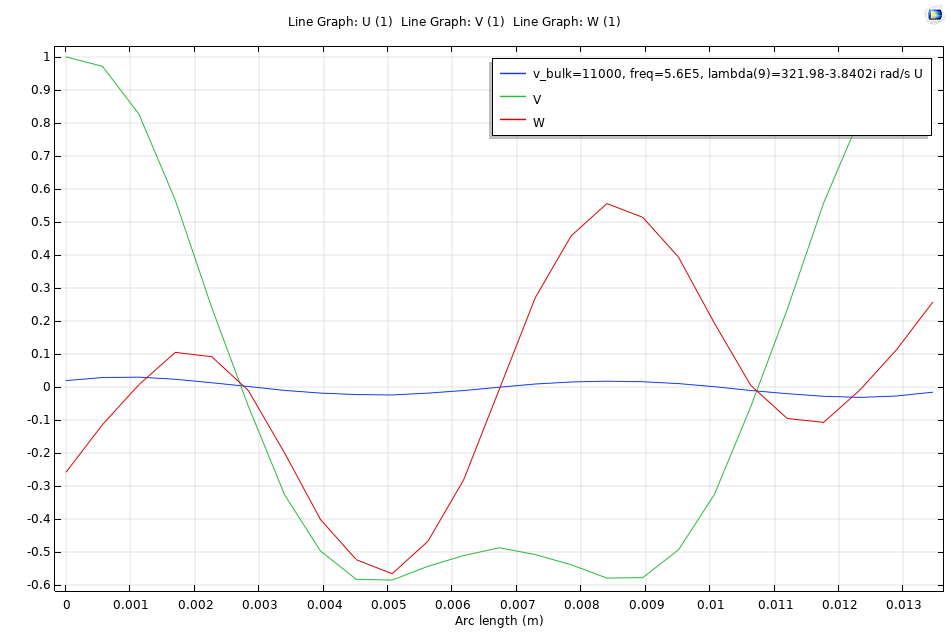 Line Graph: U (1)  Line Graph: V (1)  Line Graph: W (1)
v_bulk=11000, freq=5.6E5, lambda(9)=321.98-3.8402i rad/s U
V
W
1
0.9
0.8
0.7
0.6
0.5
0.4
0.3
0.2
0.1
0
-0.1
-0.2
-0.3
-0.4
-0.5
-0.6
0 0.001 0.002 0.003 0.004 0.005 0.006 0.007 0.008 0.009 0.01 0.011 0.012 0.013
Arc length (m)